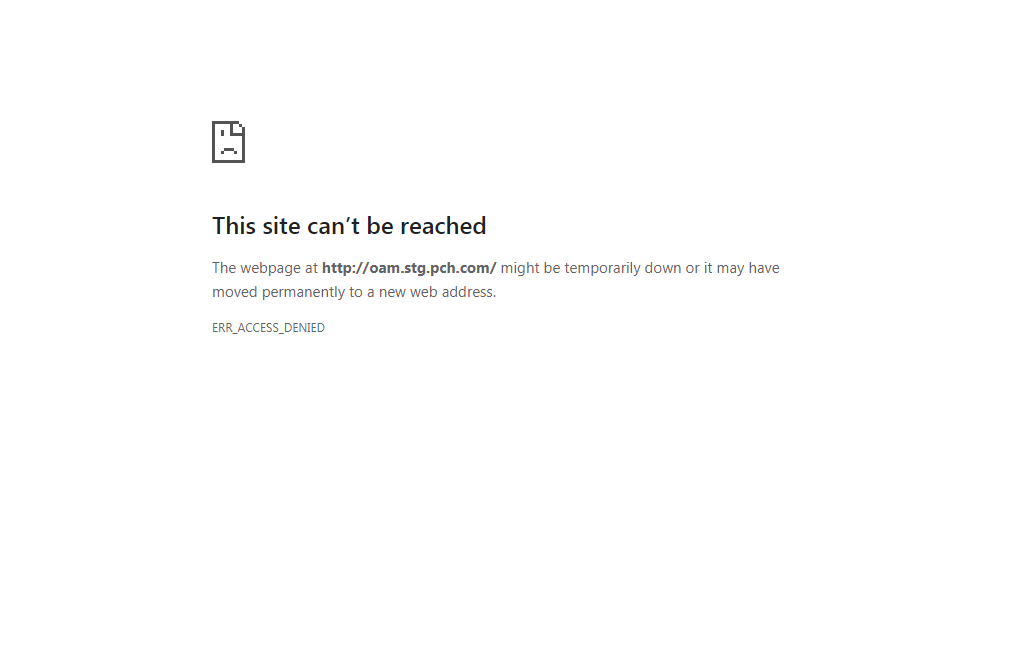 This site can’t be reached
The webpage at http://oam.stg.pch.com/ might be temporarily down or it may have
moved permanently to a new web address.
ERR_ACCESS_DENIED